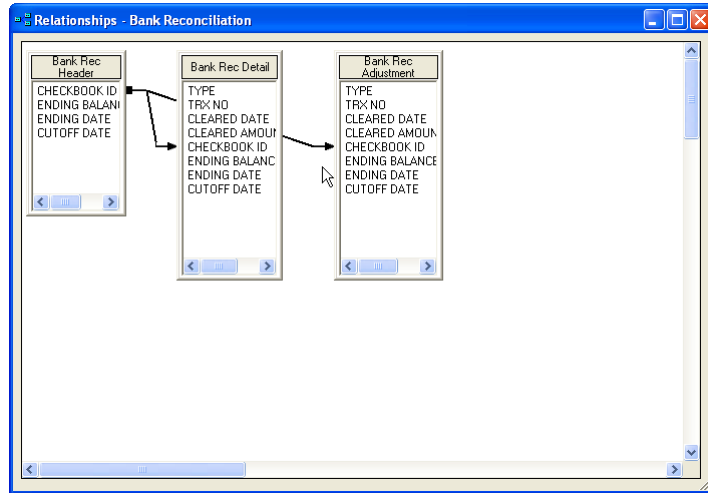 Relationships - Bank Reconciliation
Bank Rec
Header
CHECKBOOK ID
ENDING BALAN
ENDING DATE
CUTOFF DATE
Bank Rec Detail
TYPE
TRX NO
CLEARED DATE
CLEARED AMOUN
CHECKBOOK ID
ENDING BALANC
ENDING DATE
CUTOFF DATE
Bank Rec
Adjustment
TYPE
TRX NO
CLEARED DATE
CLEARED AMOUN
CHECKBOOK ID
ENDING BALANCE
ENDING DATE
CUTOFF DATE